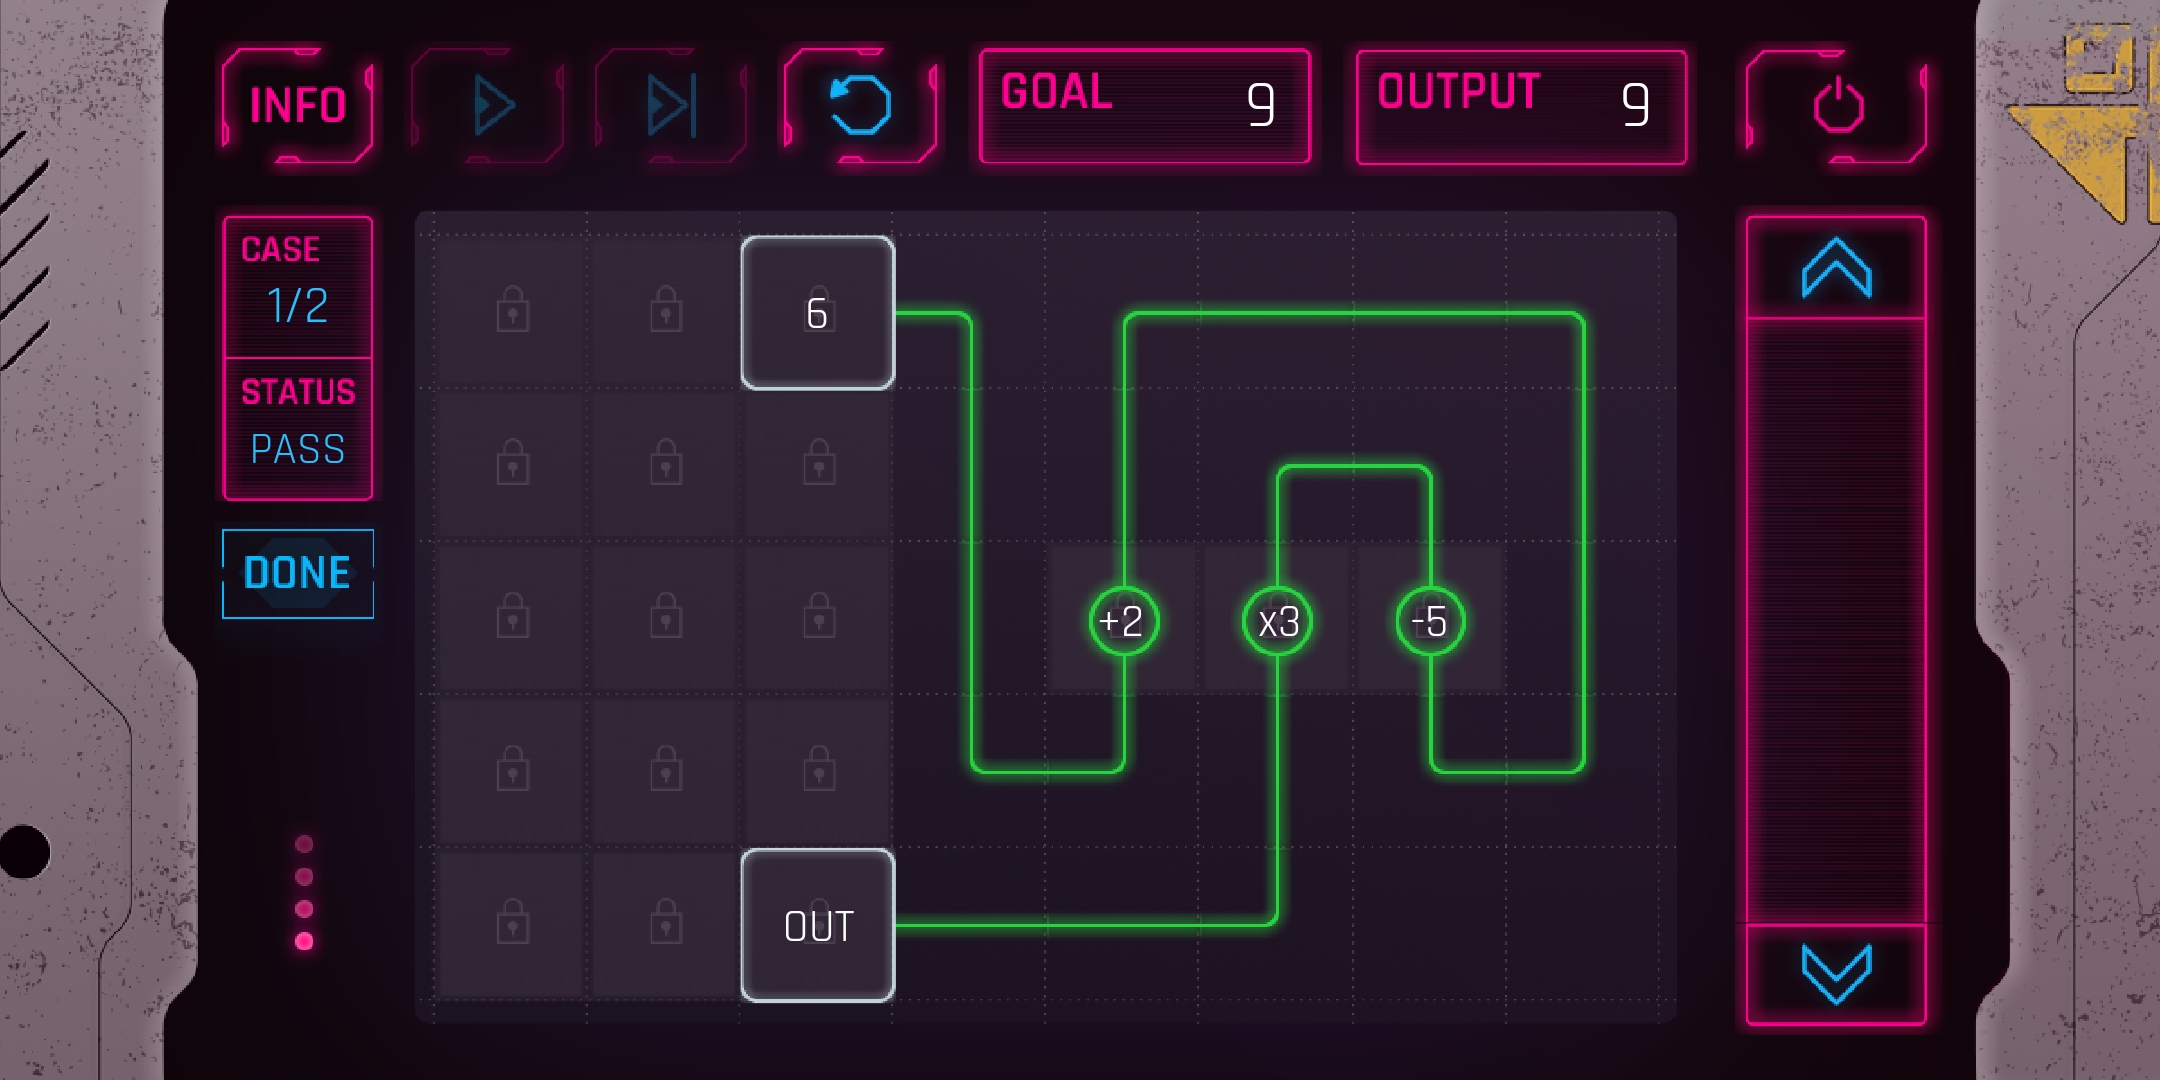 INFO
GOAL 9
OUTPUT 9
CASE
1/2
STATUS
PASS
DONE
6
+2
x3
-5
OUT